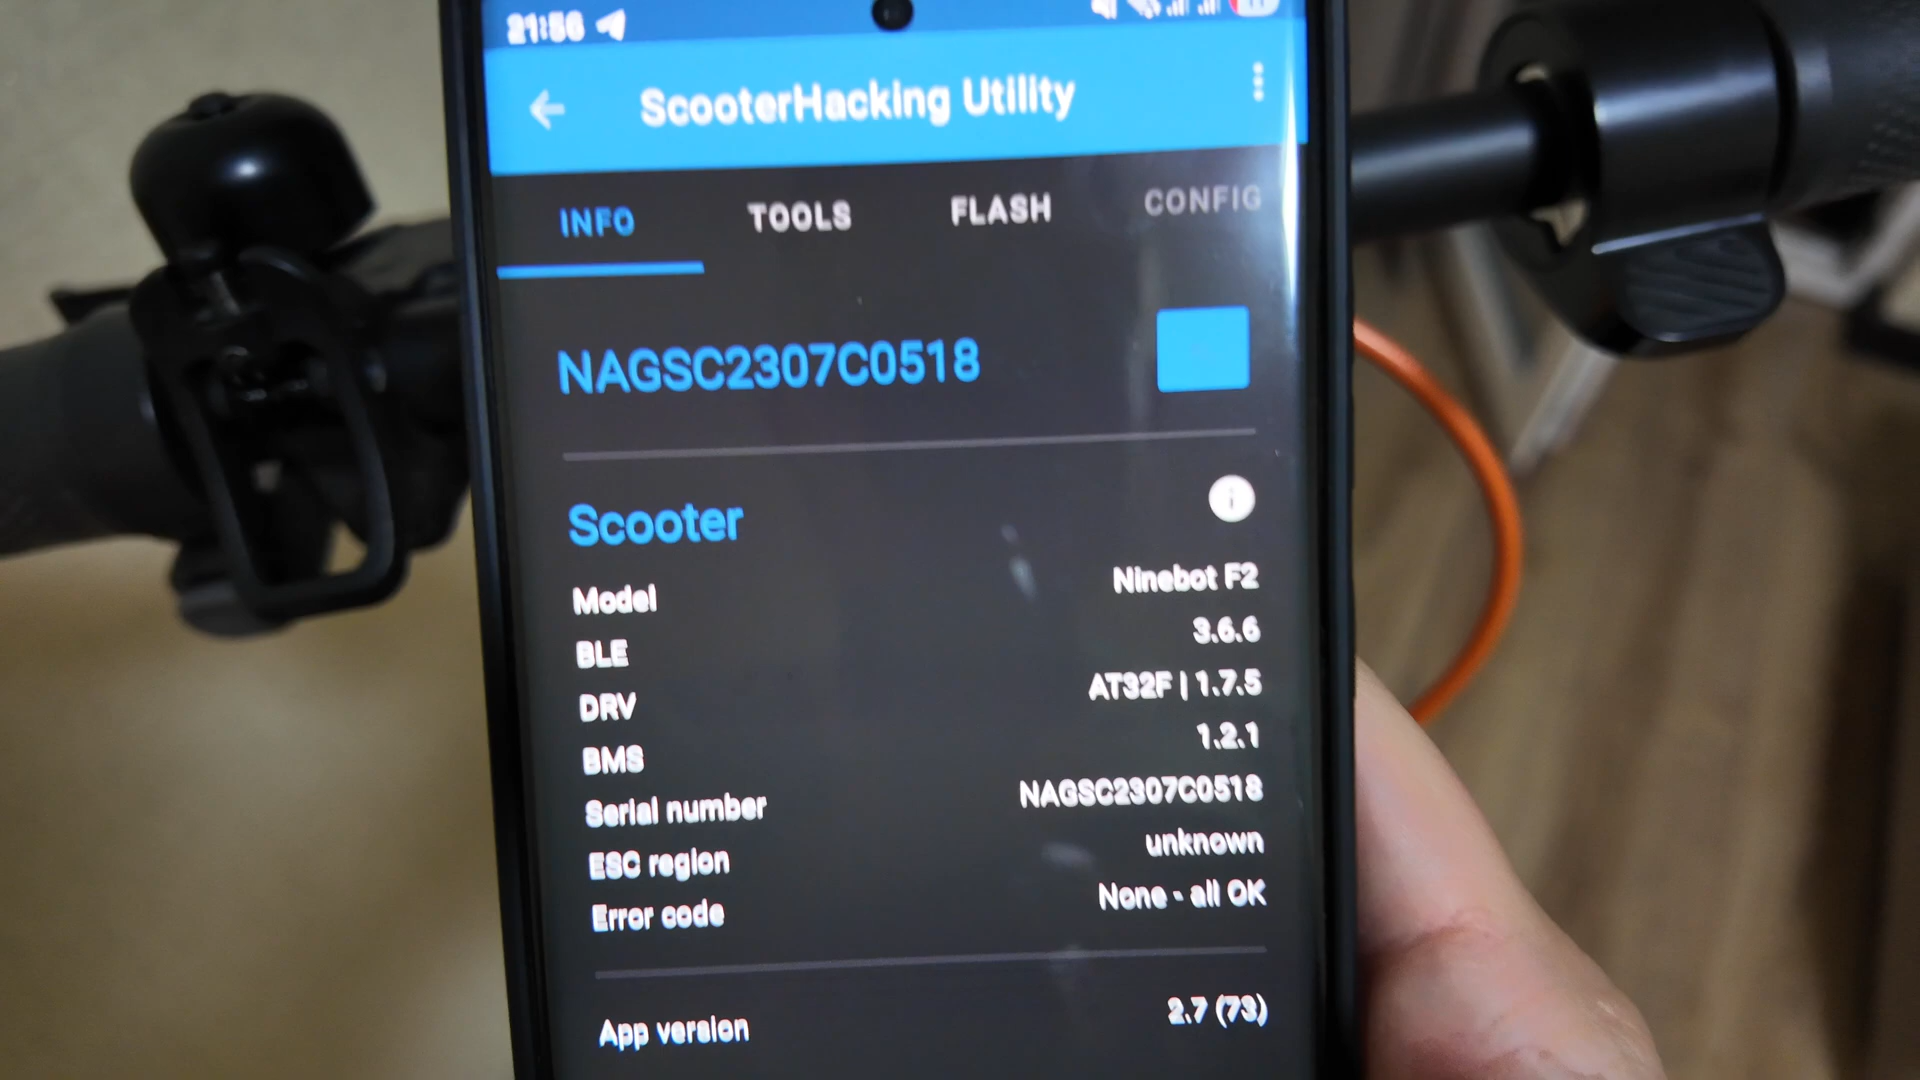 21:56
ScooterHacking Utility
INFO TOOLS FLASH CONFIG
NAGSC2307C0518
Scooter
Model Ninebot F2
BLE 3.6.6
DRV AT32F | 1.7.5
BMS 1.2.1
Serial number NAGSC2307C0518
ESC region unknown
Error code None - all OK
App version 2.7 (73)